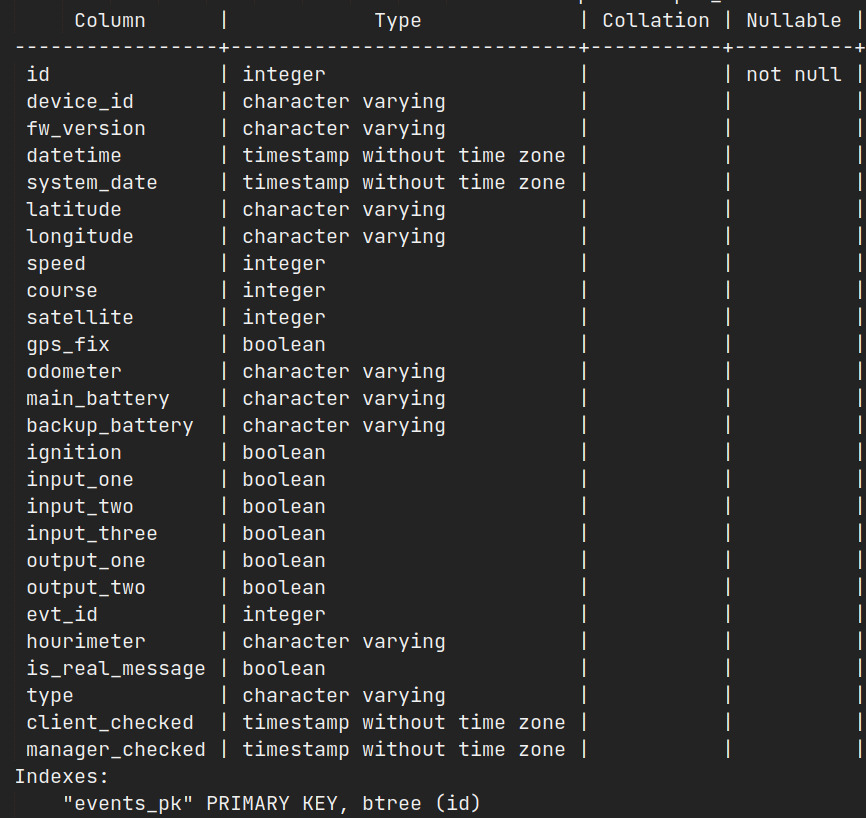 Column      |            Type             | Collation | Nullable |
-----------------+-----------------------------+-----------+----------+
 id              | integer                     |           | not null |
 device_id       | character varying           |           |          |
 fw_version      | character varying           |           |          |
 datetime        | timestamp without time zone |           |          |
 system_date     | timestamp without time zone |           |          |
 latitude        | character varying           |           |          |
 longitude       | character varying           |           |          |
 speed           | integer                     |           |          |
 course          | integer                     |           |          |
 satellite       | integer                     |           |          |
 gps_fix         | boolean                     |           |          |
 odometer        | character varying           |           |          |
 main_battery    | character varying           |           |          |
 backup_battery  | character varying           |           |          |
 ignition        | boolean                     |           |          |
 input_one       | boolean                     |           |          |
 input_two       | boolean                     |           |          |
 input_three     | boolean                     |           |          |
 output_one      | boolean                     |           |          |
 output_two      | boolean                     |           |          |
 evt_id          | integer                     |           |          |
 hourimeter      | character varying           |           |          |
 is_real_message | boolean                     |           |          |
 type            | character varying           |           |          |
 client_checked  | timestamp without time zone |           |          |
 manager_checked | timestamp without time zone |           |          |
Indexes:
    "events_pk" PRIMARY KEY, btree (id)